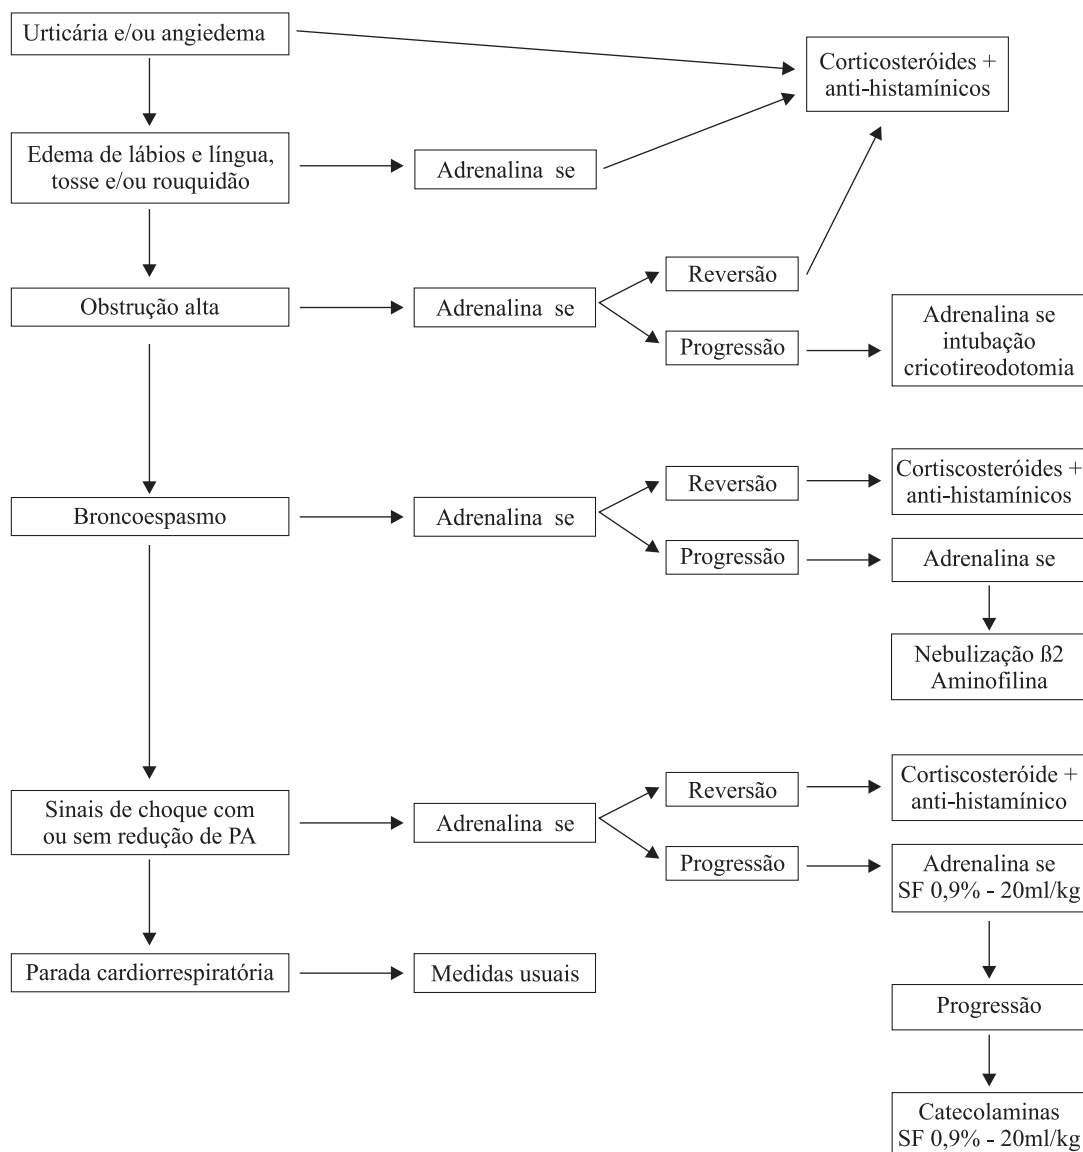 Urticária e/ou angiedema
Corticosteróides +
anti-histamínicos
Edema de lábios e língua,
tosse e/ou rouquidão
Adrenalina se
Obstrução alta
Adrenalina se
Reversão
Progressão
Adrenalina se
intubação
cricotireodotomia
Broncoespasmo
Adrenalina se
Reversão
Cortiscosteróides +
anti-histamínicos
Progressão
Adrenalina se
Nebulização ß2
Aminofilina
Sinais de choque com
ou sem redução de PA
Adrenalina se
Reversão
Cortiscosteróide +
anti-histamínico
Progressão
Adrenalina se
SF 0,9% - 20ml/kg
Parada cardiorrespiratória
Medidas usuais
Progressão
Catecolaminas
SF 0,9% - 20ml/kg